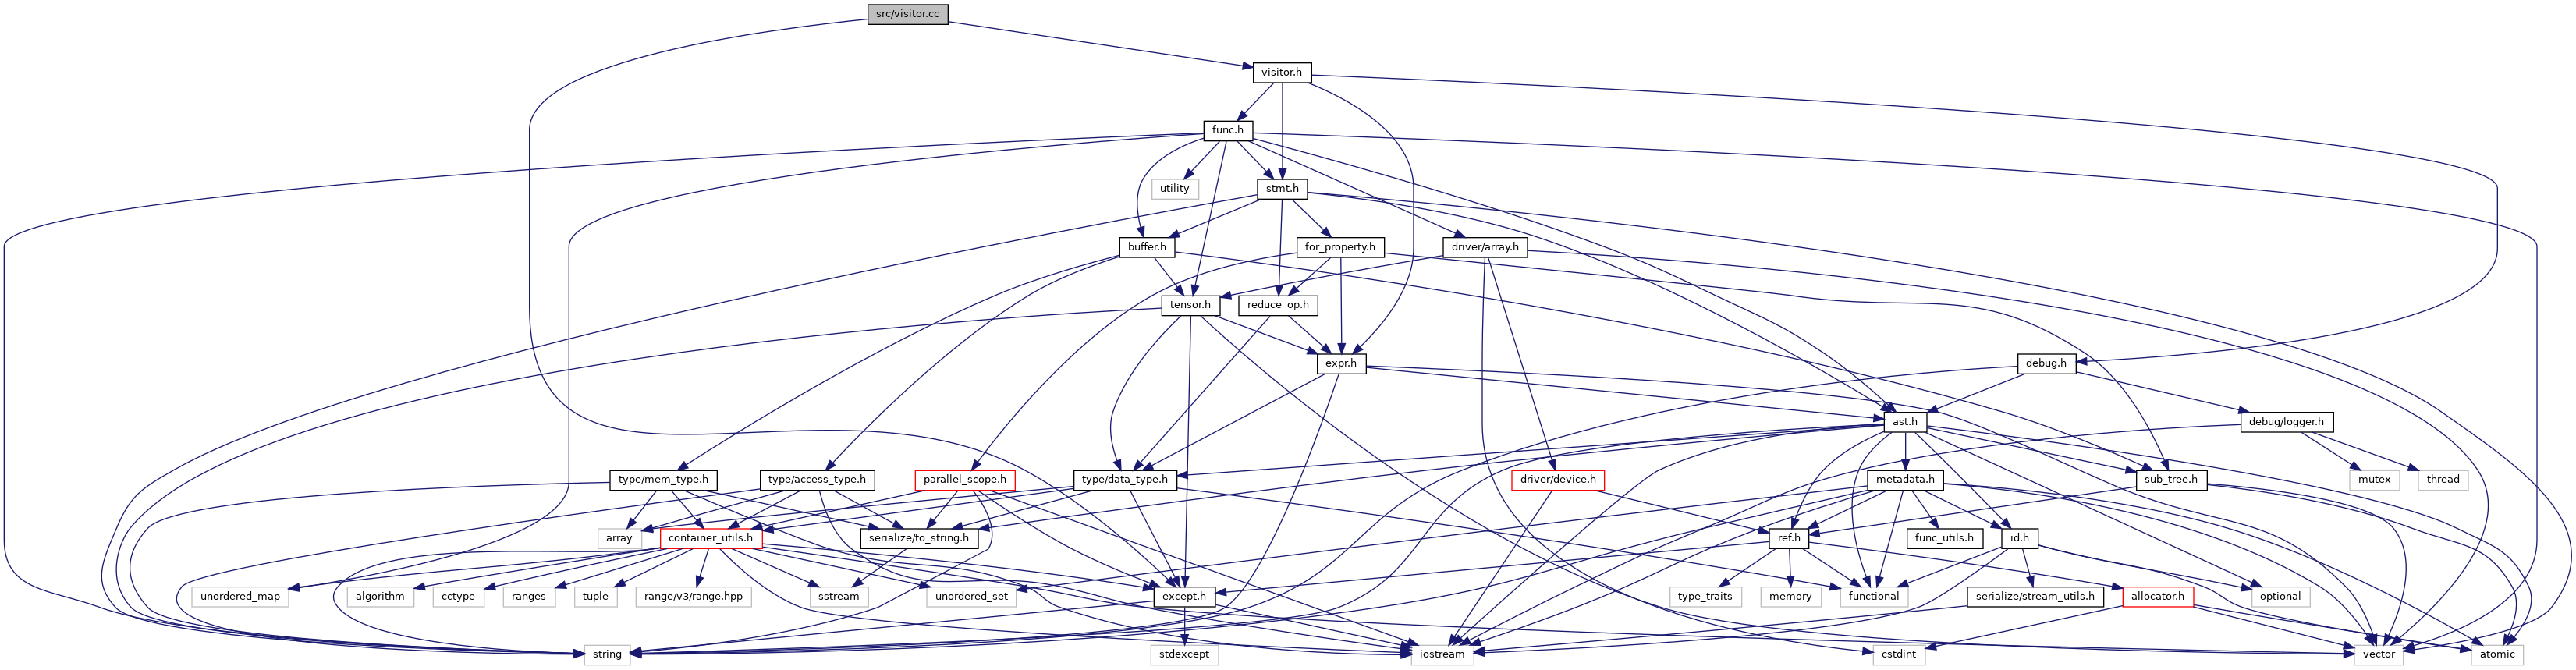 src/visitor.cc
visitor.h
func.h
utility
stmt.h
buffer.h
for_property.h
driver/array.h
tensor.h
reduce_op.h
expr.h
debug.h
ast.h
debug/logger.h
type/mem_type.h
type/access_type.h
parallel_scope.h
type/data_type.h
driver/device.h
metadata.h
sub_tree.h
mutex
thread
array
container_utils.h
serialize/to_string.h
ref.h
func_utils.h
id.h
unordered_map
algorithm
cctype
ranges
tuple
range/v3/range.hpp
sstream
unordered_set
except.h
type_traits
memory
functional
serialize/stream_utils.h
allocator.h
optional
string
stdexcept
iostream
cstdint
vector
atomic